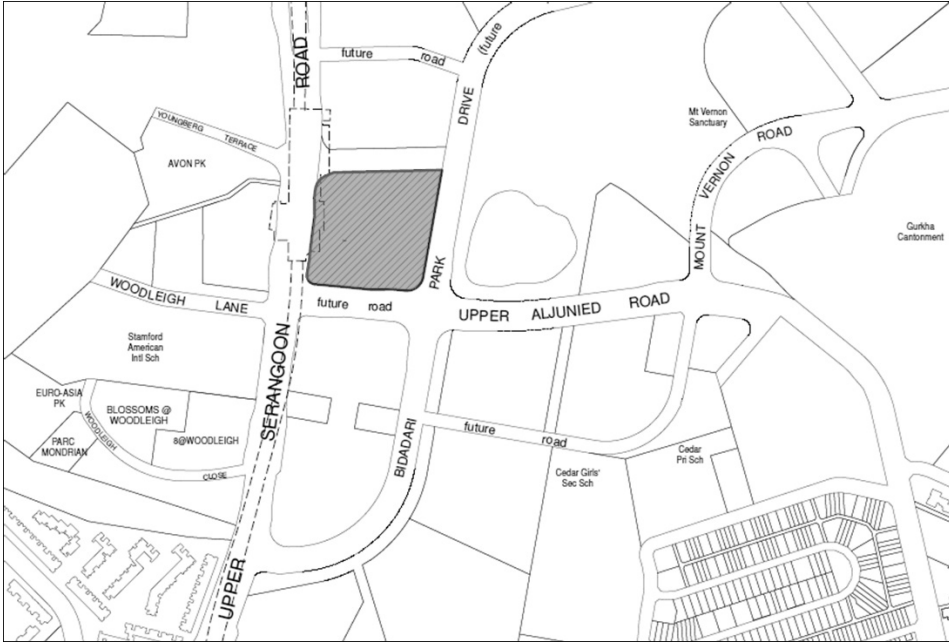 ROAD
future road
(future
DRIVE
YOUNGBERG TERRACE
Mt Vernon
Sanctuary
MOUNT VERNON ROAD
AVON PK
Gurkha
Cantonment
PARK
WOODLEIGH LANE
future road
UPPER ALJUNIED ROAD
Stamford
American
Intl Sch
SERANGOON
EURO-ASIA
PK
BLOSSOMS @
WOODLEIGH
8@WOODLEIGH
PARC
MONDRIAN
WOODLEIGH CLOSE
BIDADARI
future road
Cedar Girls'
Sec Sch
Cedar
Pri Sch
UPPER